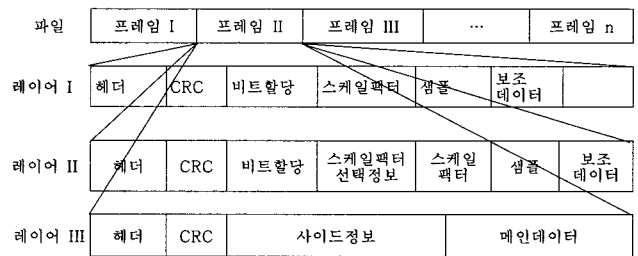 파일 프레임 I 프레임 II 프레임 III … 프레임 n
레이어 I 헤더 CRC 비트할당 스케일팩터 샘플 보조
데이터
레이어 II 헤더 CRC 비트할당 스케일팩터
선택정보 스케일
팩터 샘플 보조
데이터
레이어 III 헤더 CRC 사이드정보 메인데이터